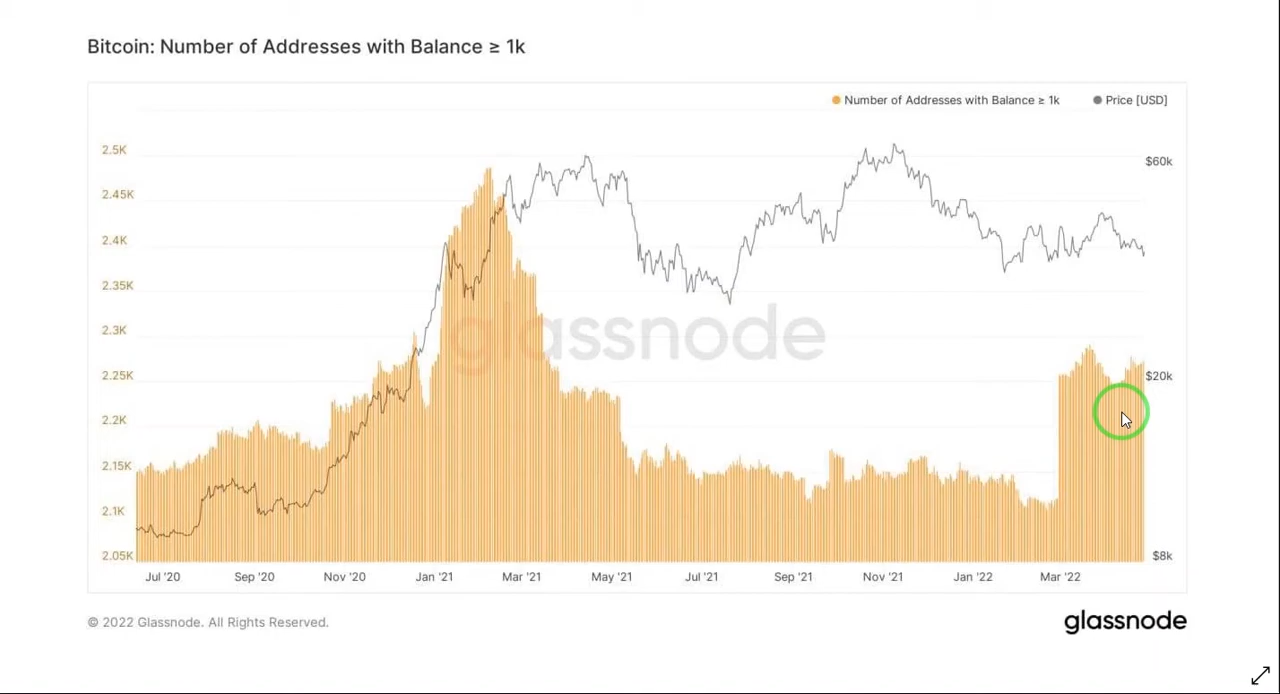 Bitcoin: Number of Addresses with Balance ≥ 1k
Number of Addresses with Balance ≥ 1k Price [USD]
2.5K
$60k
2.45K
2.4K
2.35K
2.3K
glassnode
2.25K
$20k
2.2K
2.15K
2.1K
2.05K
$8k
Jul '20 Sep '20 Nov '20 Jan '21 Mar '21 May '21 Jul '21 Sep '21 Nov '21 Jan '22 Mar '22
© 2022 Glassnode. All Rights Reserved.
glassnode